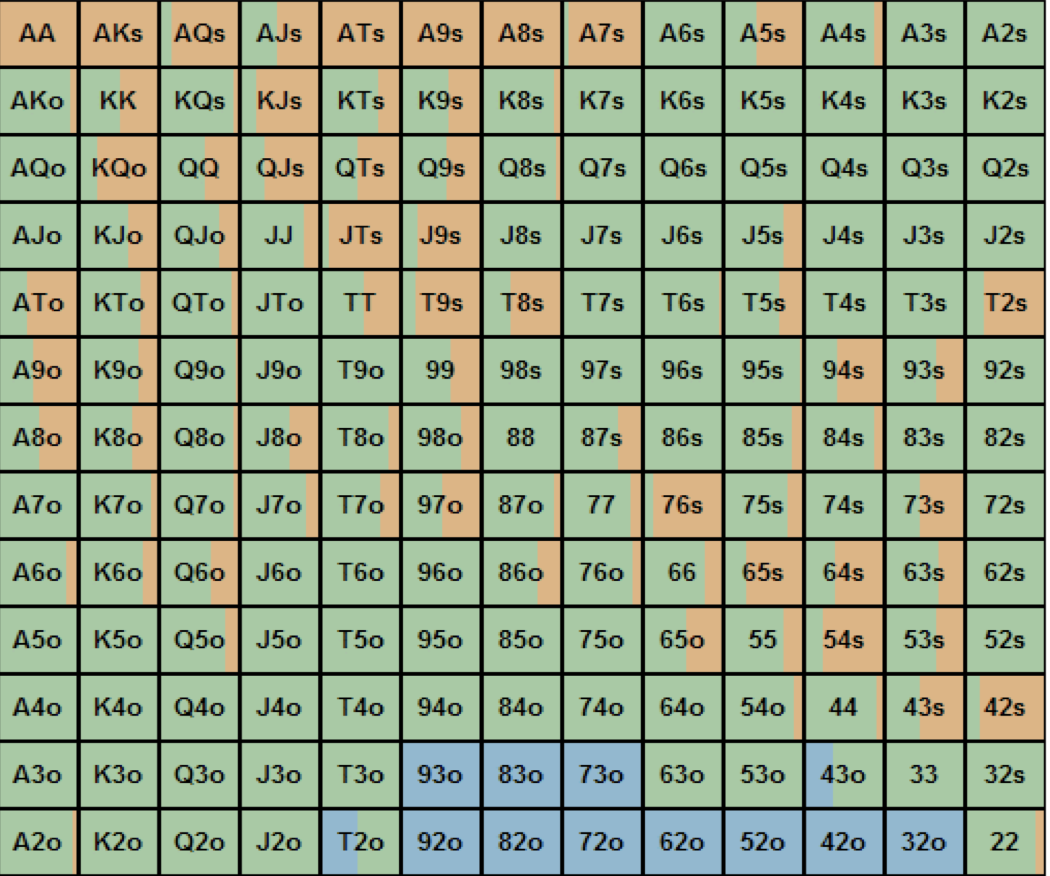 AA AKs AQs AJs ATs A9s A8s A7s A6s A5s A4s A3s A2s
AKo KK KQs KJs KTs K9s K8s K7s K6s K5s K4s K3s K2s
AQo KQo QQ QJs QTs Q9s Q8s Q7s Q6s Q5s Q4s Q3s Q2s
AJo KJo QJo JJ JTs J9s J8s J7s J6s J5s J4s J3s J2s
ATo KTo QTo JTo TT T9s T8s T7s T6s T5s T4s T3s T2s
A9o K9o Q9o J9o T9o 99 98s 97s 96s 95s 94s 93s 92s
A8o K8o Q8o J8o T8o 98o 88 87s 86s 85s 84s 83s 82s
A7o K7o Q7o J7o T7o 97o 87o 77 76s 75s 74s 73s 72s
A6o K6o Q6o J6o T6o 96o 86o 76o 66 65s 64s 63s 62s
A5o K5o Q5o J5o T5o 95o 85o 75o 65o 55 54s 53s 52s
A4o K4o Q4o J4o T4o 94o 84o 74o 64o 54o 44 43s 42s
A3o K3o Q3o J3o T3o 93o 83o 73o 63o 53o 43o 33 32s
A2o K2o Q2o J2o T2o 92o 82o 72o 62o 52o 42o 32o 22